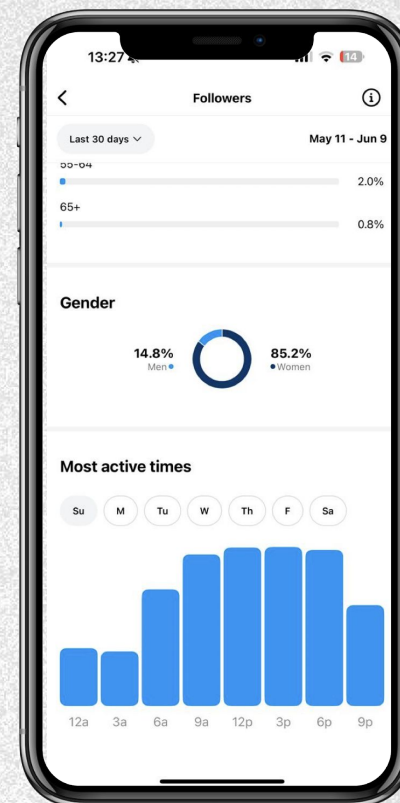 13:27
14
Followers
Last 30 days
May 11 - Jun 9
55-64
2.0%
65+
0.8%
Gender
14.8%
Men
85.2%
Women
Most active times
Su M Tu W Th F Sa
12a 3a 6a 9a 12p 3p 6p 9p